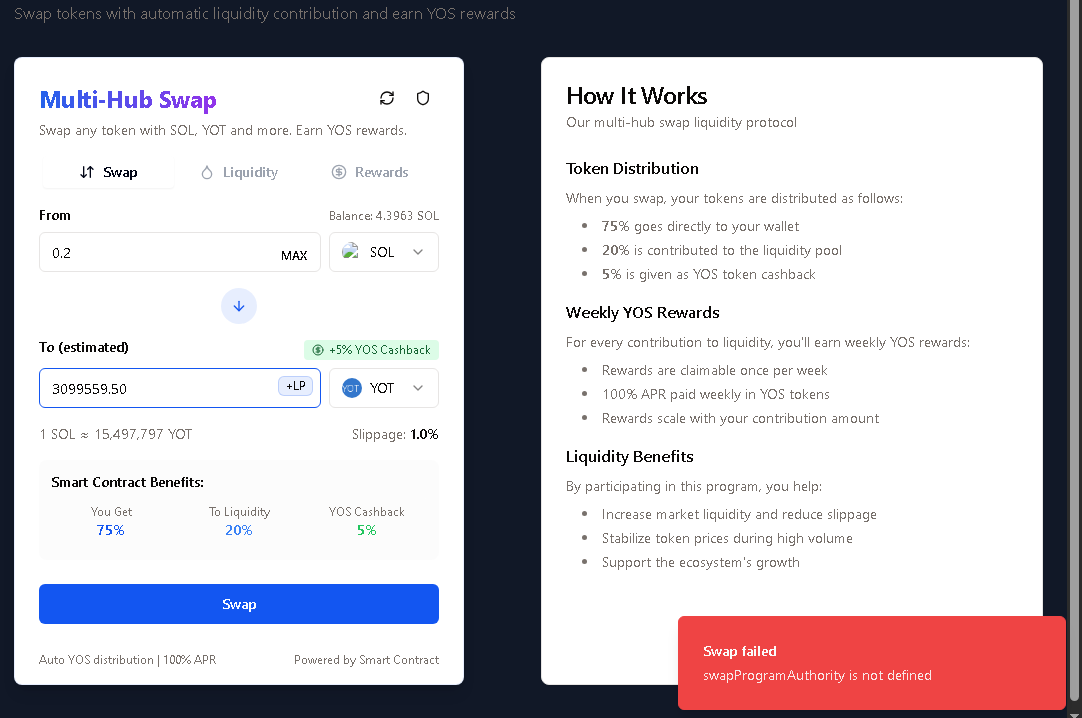 Swap tokens with automatic liquidity contribution and earn YOS rewards
Multi-Hub Swap
Swap any token with SOL, YOT and more. Earn YOS rewards.
Swap
Liquidity
Rewards
From
Balance: 4.3963 SOL
0.2
MAX
SOL
To (estimated)
+5% YOS Cashback
3099559.50
+LP
YOT
YOT
1 SOL ≈ 15,497,797 YOT
Slippage: 1.0%
Smart Contract Benefits:
You Get
To Liquidity
YOS Cashback
75%
20%
5%
Swap
Auto YOS distribution | 100% APR
Powered by Smart Contract
How It Works
Our multi-hub swap liquidity protocol
Token Distribution
When you swap, your tokens are distributed as follows:
• 75% goes directly to your wallet
• 20% is contributed to the liquidity pool
• 5% is given as YOS token cashback
Weekly YOS Rewards
For every contribution to liquidity, you'll earn weekly YOS rewards:
• Rewards are claimable once per week
• 100% APR paid weekly in YOS tokens
• Rewards scale with your contribution amount
Liquidity Benefits
By participating in this program, you help:
• Increase market liquidity and reduce slippage
• Stabilize token prices during high volume
• Support the ecosystem's growth
Swap failed
swapProgramAuthority is not defined